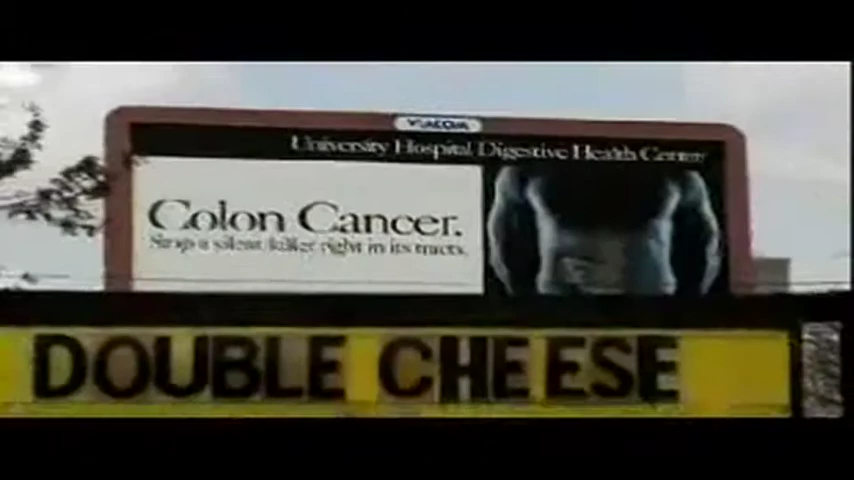 VIACOM
University Hospital Digestive Health Center
Colon Cancer.
Stop a silent killer right in its tracts.
DOUBLE CHEESE